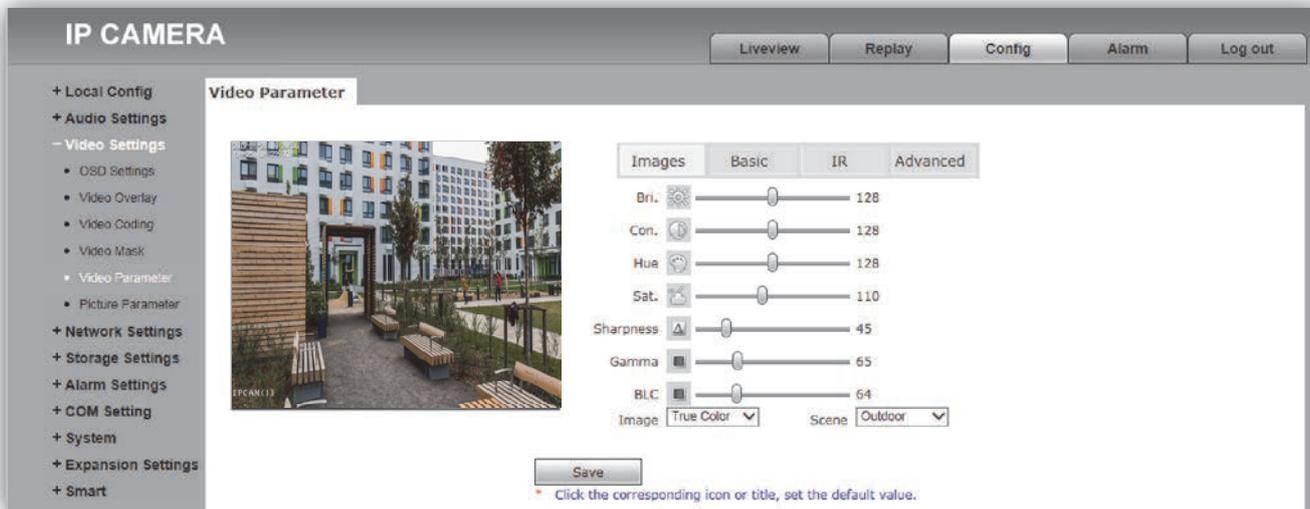 IP CAMERA
Liveview Replay Config Alarm Log out
+ Local Config
+ Audio Settings
− Video Settings
• OSD Settings
• Video Overlay
• Video Coding
• Video Mask
• Video Parameter
• Picture Parameter
+ Network Settings
+ Storage Settings
+ Alarm Settings
+ COM Setting
+ System
+ Expansion Settings
+ Smart
Video Parameter
IPCAM(1)
Images Basic IR Advanced
Bri. 128
Con. 128
Hue 128
Sat. 110
Sharpness 45
Gamma 65
BLC 64
Image True Color Scene Outdoor
Save
* Click the corresponding icon or title, set the default value.